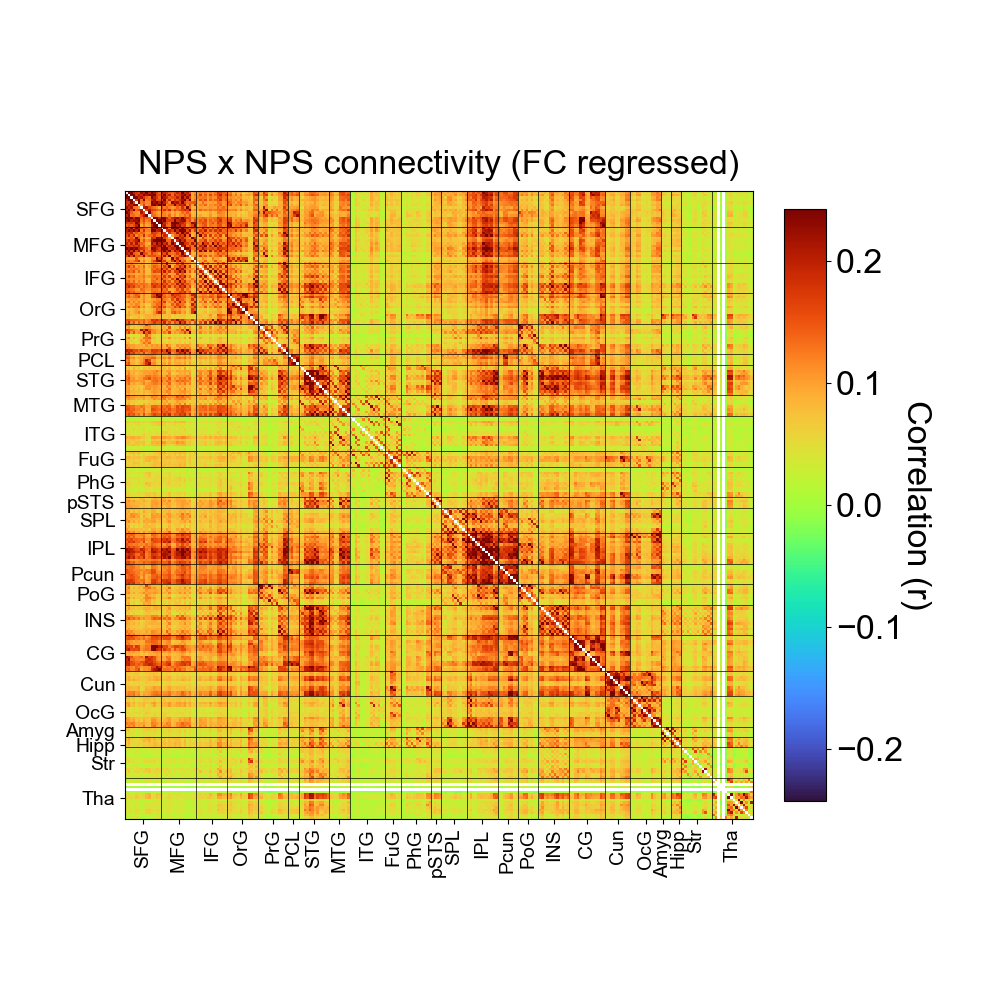 NPS x NPS connectivity (FC regressed)
SFG
MFG
IFG
OrG
PrG
PCL
STG
MTG
ITG
FuG
PhG
pSTS
SPL
IPL
Pcun
PoG
INS
CG
Cun
OcG
Amyg
Hipp
Str
Tha
SFG
MFG
IFG
OrG
PrG
PCL
STG
MTG
ITG
FuG
PhG
pSTS
SPL
IPL
Pcun
PoG
INS
CG
Cun
OcG
Amyg
Hipp
Str
Tha
0.2
0.1
0.0
−0.1
−0.2
Correlation (r)